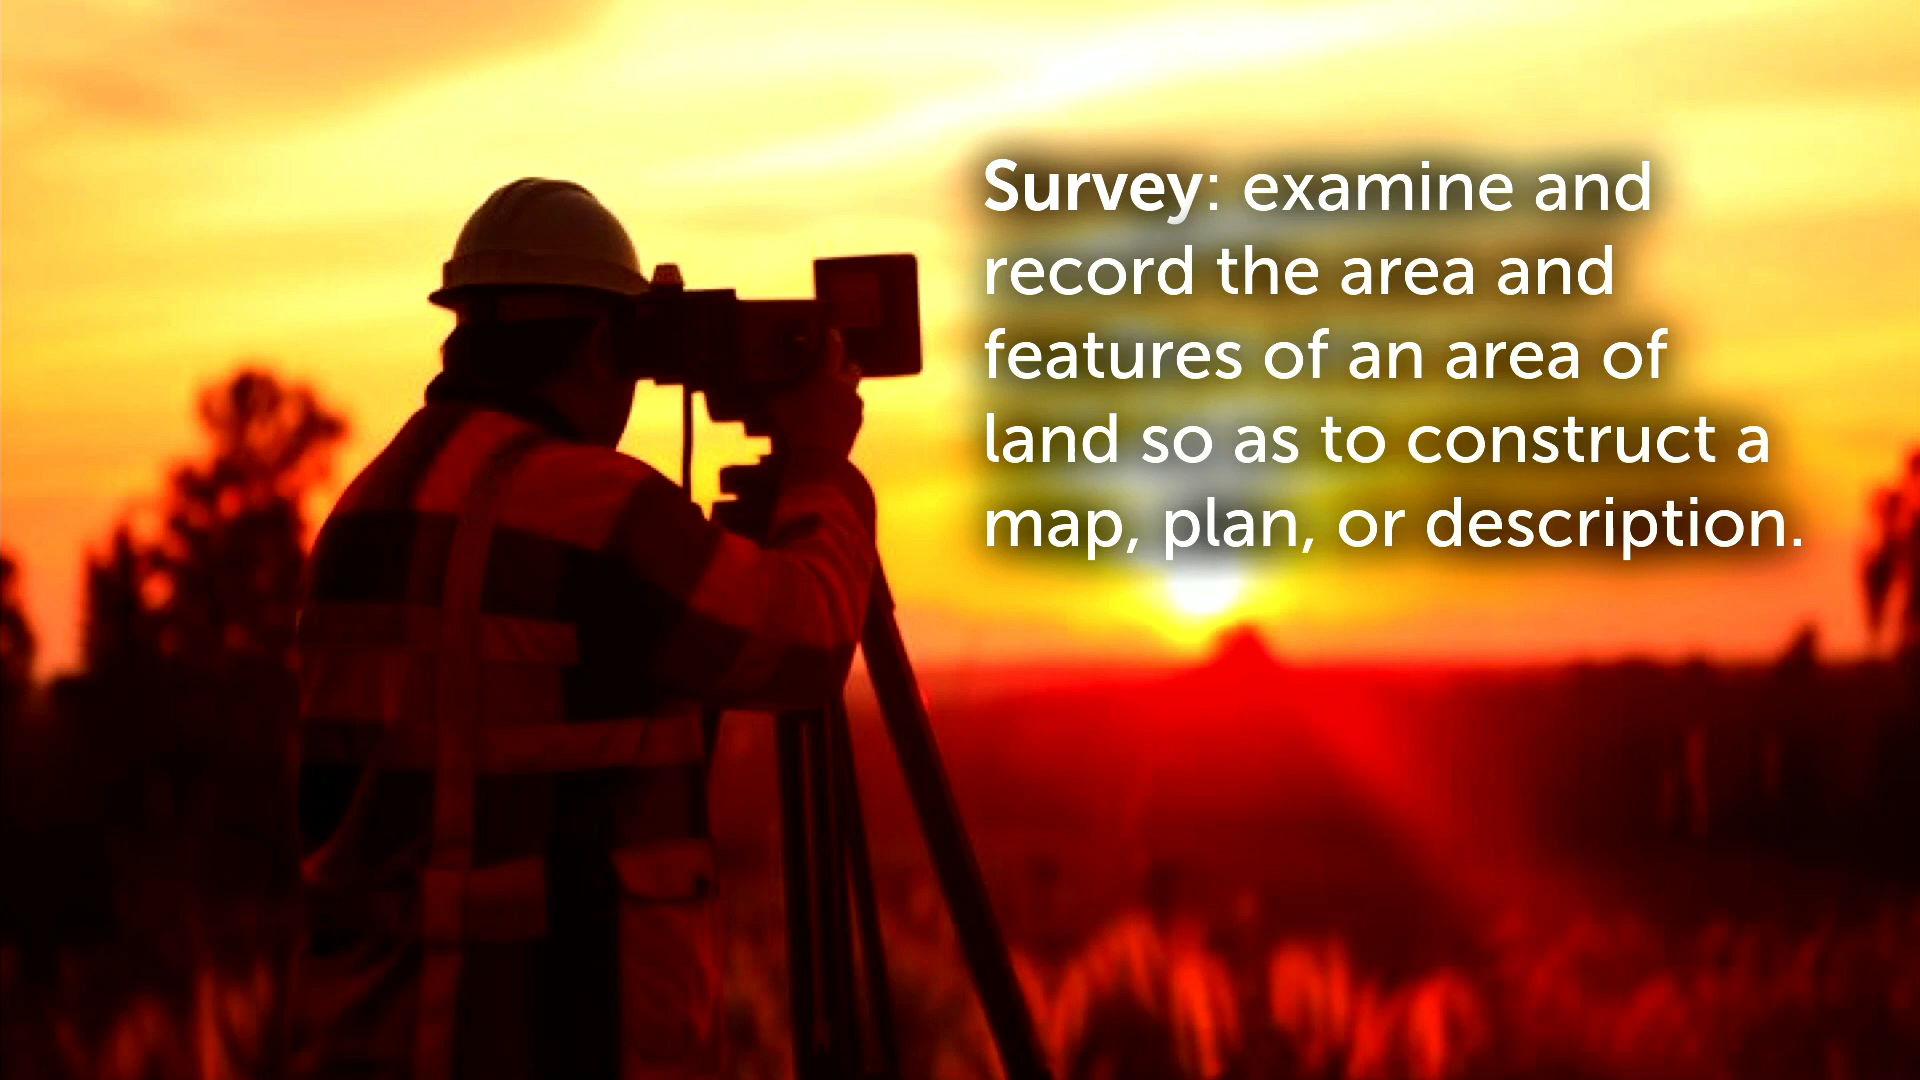 Survey: examine and
record the area and
features of an area of
land so as to construct a
map, plan, or description.